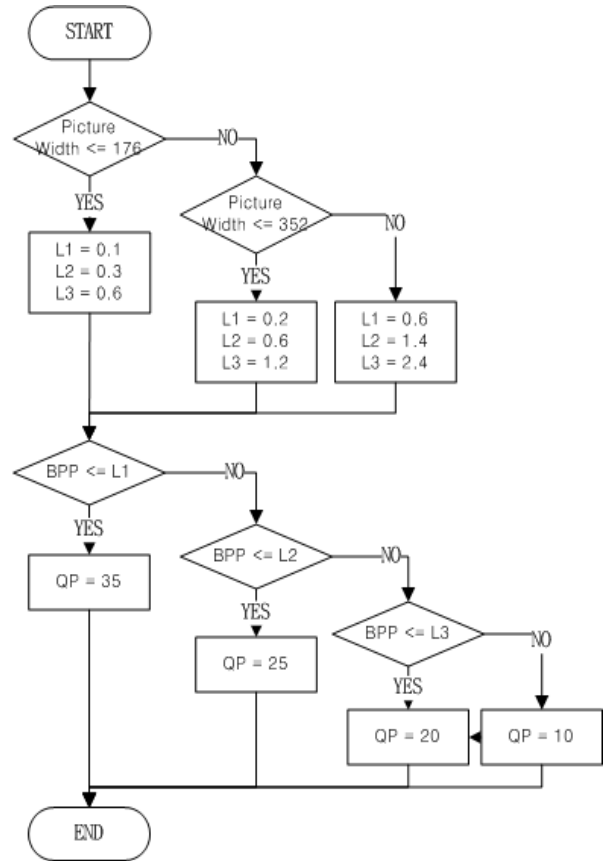 START
Picture
Width <= 176
NO
YES
Picture
Width <= 352
NO
YES
L1 = 0.1
L2 = 0.3
L3 = 0.6
L1 = 0.2
L2 = 0.6
L3 = 1.2
L1 = 0.6
L2 = 1.4
L3 = 2.4
BPP <= L1
NO
YES
BPP <= L2
NO
YES
QP = 35
BPP <= L3
NO
YES
QP = 25
QP = 20
QP = 10
END